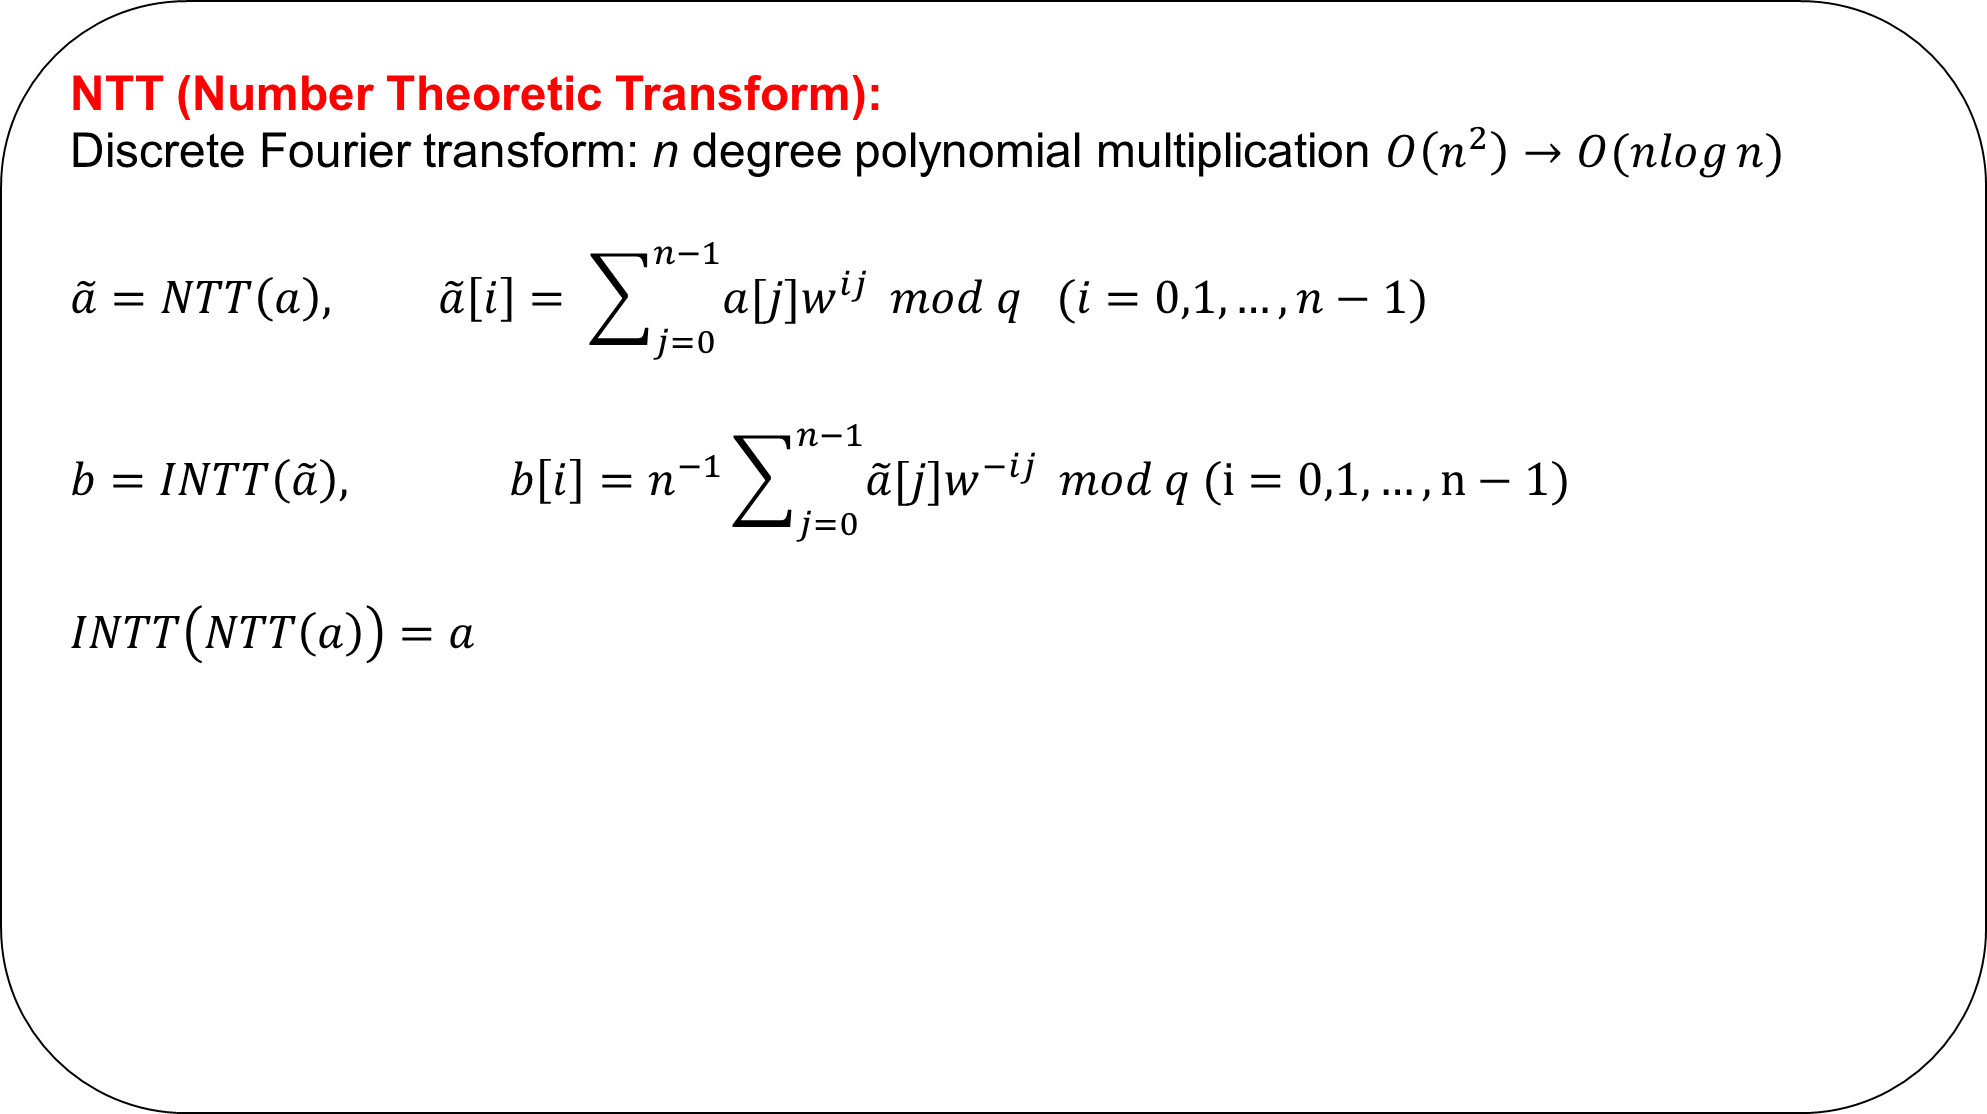 NTT (Number Theoretic Transform):
Discrete Fourier transform: n degree polynomial multiplication O(n²) → O(nlog n)
ã = NTT(a), ã[i] = ∑_{j=0}^{n−1} a[j]w^{ij} mod q (i = 0,1, … , n − 1)
b = INTT(ã), b[i] = n^{−1} ∑_{j=0}^{n−1} ã[j]w^{−ij} mod q (i = 0,1, … , n − 1)
INTT(NTT(a)) = a